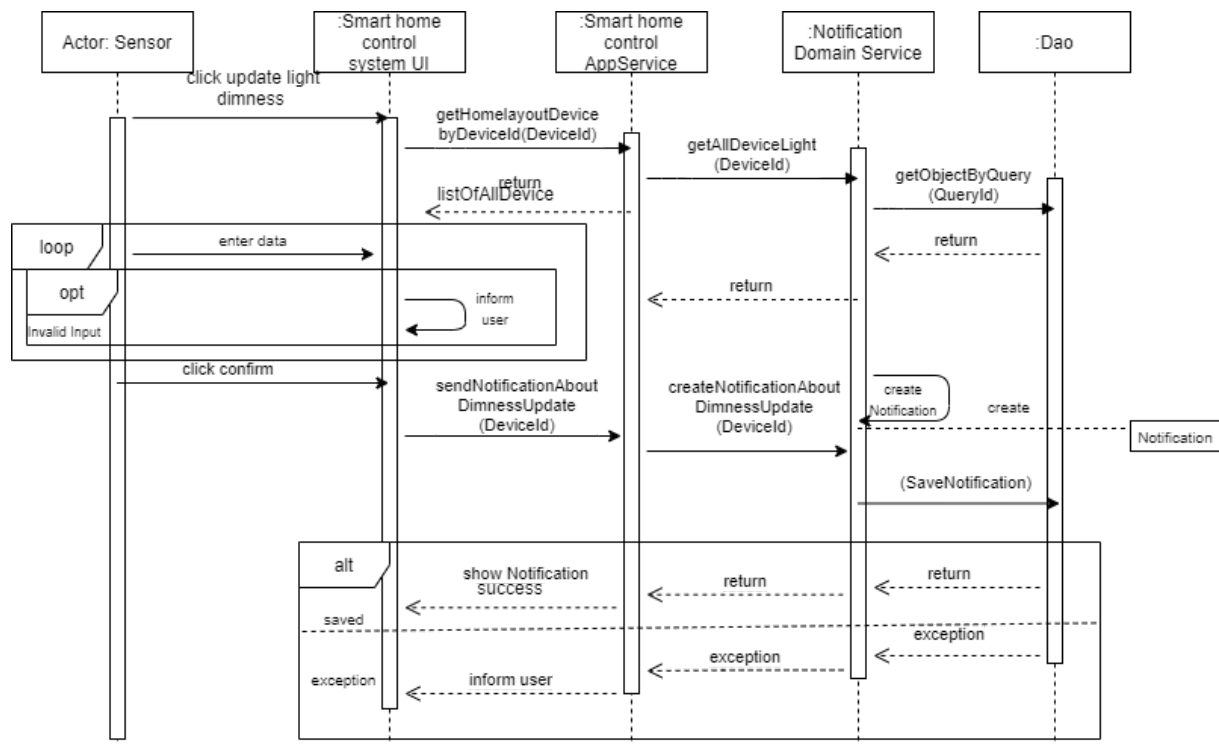 Actor: Sensor
:Smart home
control
system UI
:Smart home
control
AppService
:Notification
Domain Service
:Dao
click update light
dimness
getHomelayoutDevice
byDeviceId(DeviceId)
getAllDeviceLight
(DeviceId)
getObjectByQuery
(QueryId)
return
listOfAllDevice
loop
enter data
return
opt
Invalid Input
inform
user
return
click confirm
sendNotificationAbout
DimnessUpdate
(DeviceId)
createNotificationAbout
DimnessUpdate
(DeviceId)
create
Notification
create
Notification
(SaveNotification)
alt
show Notification
success
return
return
saved
exception
exception
exception
inform user